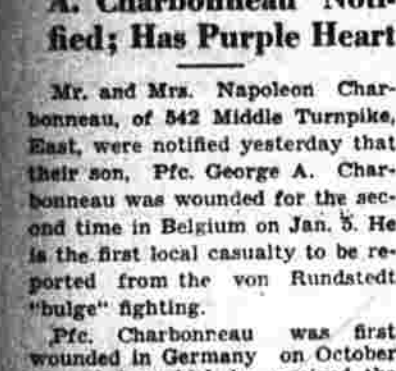 A. Charbonneau Noti-
fied; Has Purple Heart
Mr. and Mrs. Napoleon Char-
bonneau, of 542 Middle Turnpike,
East, were notified yesterday that
their son, Pfc. George A. Char-
bonneau was wounded for the sec-
ond time in Belgium on Jan. 5. He
is the first local casualty to be re-
ported from the von Rundstedt
"bulge" fighting.
Pfc. Charbonneau was first
wounded in Germany on October